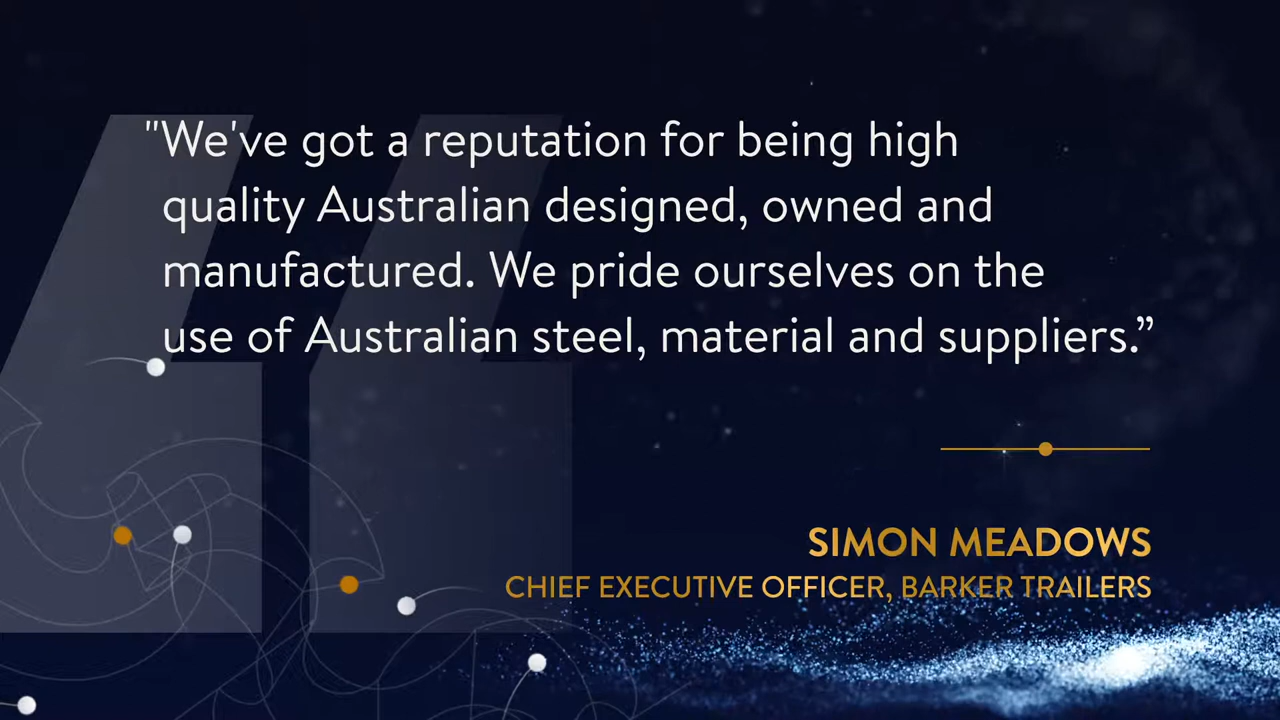 "We've got a reputation for being high
quality Australian designed, owned and
manufactured. We pride ourselves on the
use of Australian steel, material and suppliers.”
SIMON MEADOWS
CHIEF EXECUTIVE OFFICER, BARKER TRAILERS